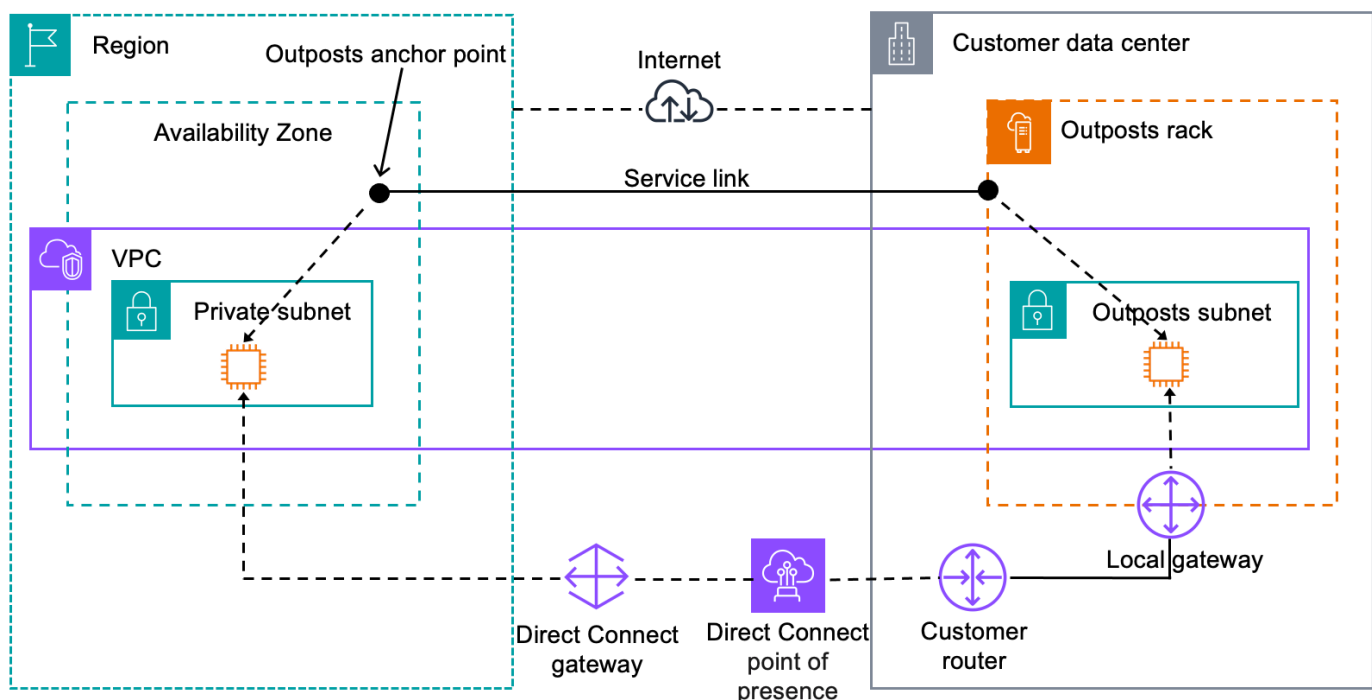 Region
Outposts anchor point
Internet
Customer data center
Availability Zone
Outposts rack
Service link
VPC
Private subnet
Outposts subnet
Local gateway
Direct Connect
gateway
Direct Connect
point of
presence
Customer
router